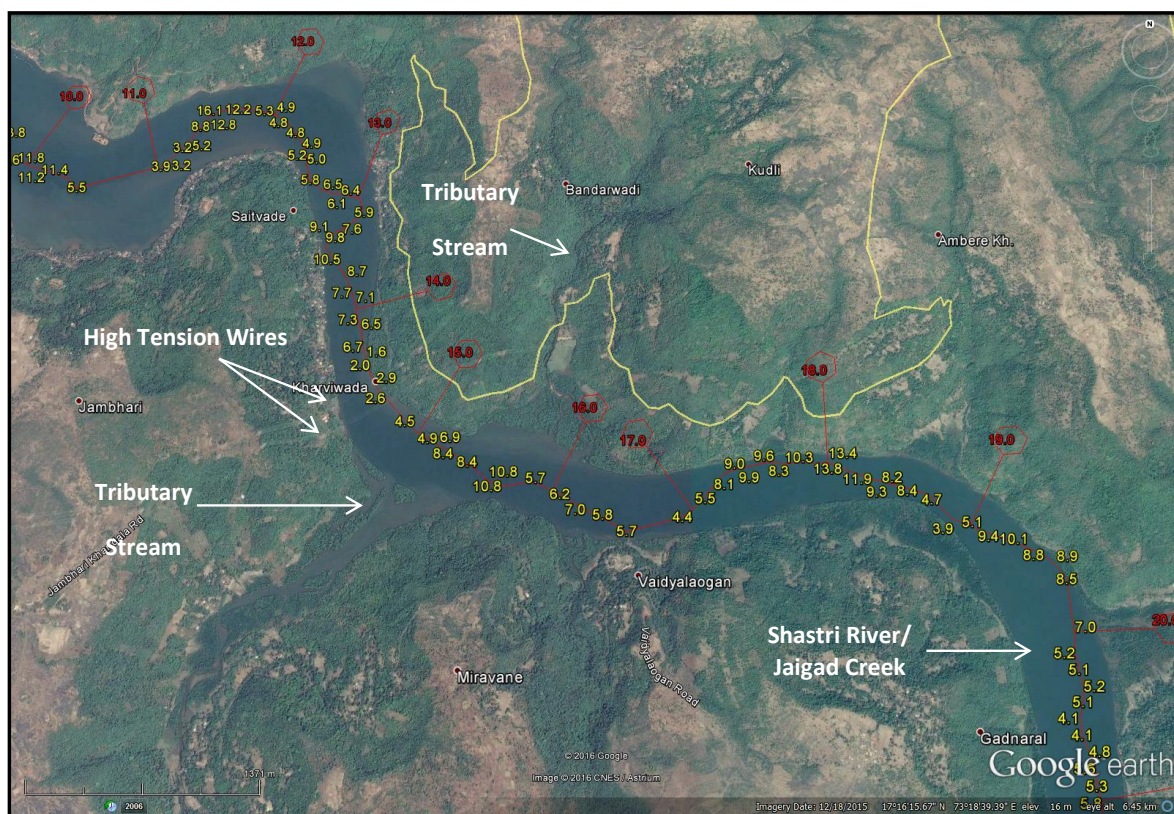 N
12.0
10.0
11.0
16.1 12.2 5.3 4.9
8.8 12.8 4.8
13.0
3.8
4.8
4.9
3.2 5.2
5.2 5.0
6 11.8
11.4
3.9 3.2
11.2
5.5
5.8
6.5 6.4
6.1
5.9
Saitvade
9.1 7.6
9.8
10.5
8.7
Tributary
Stream
Bandarwadi
Kudli
Ambere Kh.
14.0
7.7 7.1
7.3 6.5
High Tension Wires
6.7 1.6
2.0
15.0
2.9
Kharviwada
2.6
Jambhari
18.0
4.5
16.0
4.9 6.9
8.4
8.4
17.0
19.0
10.8 5.7
10.8
6.2
7.0
5.8
5.7
4.4
5.5
8.1
9.0 9.6 10.3 13.4
9.9 8.3 13.8
11.9 8.2
9.3 8.4
4.7
3.9 5.1
9.4 10.1
8.8 8.9
8.5
Tributary
Stream
Jambhari Kharwala Rd
Vaidyalaogan
Vaidyalaogan Road
Miravane
7.0
20.0
Shastri River/
Jaigad Creek
5.2
5.1
5.2
5.1
4.1
4.1
4.8
Gadnaral
5.3
5.8
1371 m
2006
© 2016 Google
Image © 2016 CNES / Astrium
Google earth
Imagery Date: 12/18/2015 17°16'15.67" N 73°18'39.39" E elev 16 m eye alt 6.45 km